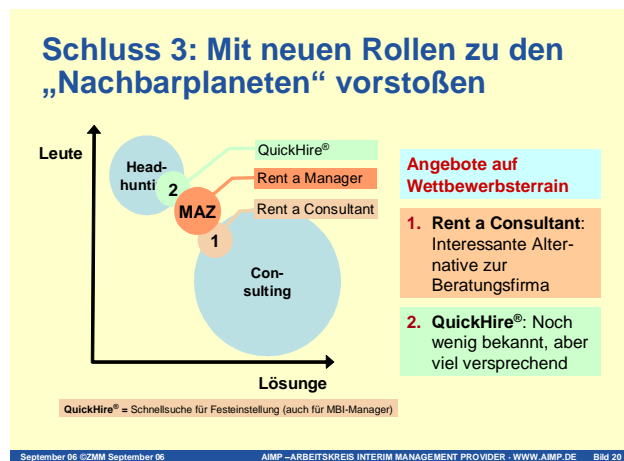 Schluss 3: Mit neuen Rollen zu den
„Nachbarplaneten“ vorstoßen
Leute
Head-
hunti
2
MAZ
1
Con-
sulting
QuickHire®
Rent a Manager
Rent a Consultant
Lösunge
Angebote auf
Wettbewerbsterrain
1. Rent a Consultant:
Interessante Alter-
native zur
Beratungsfirma
2. QuickHire®: Noch
wenig bekannt, aber
viel versprechend
QuickHire® = Schnellsuche für Festeinstellung (auch für MBI-Manager)
September 06 ©ZMM September 06
AIMP –ARBEITSKREIS INTERIM MANAGEMENT PROVIDER - WWW.AIMP.DE
Bild 20